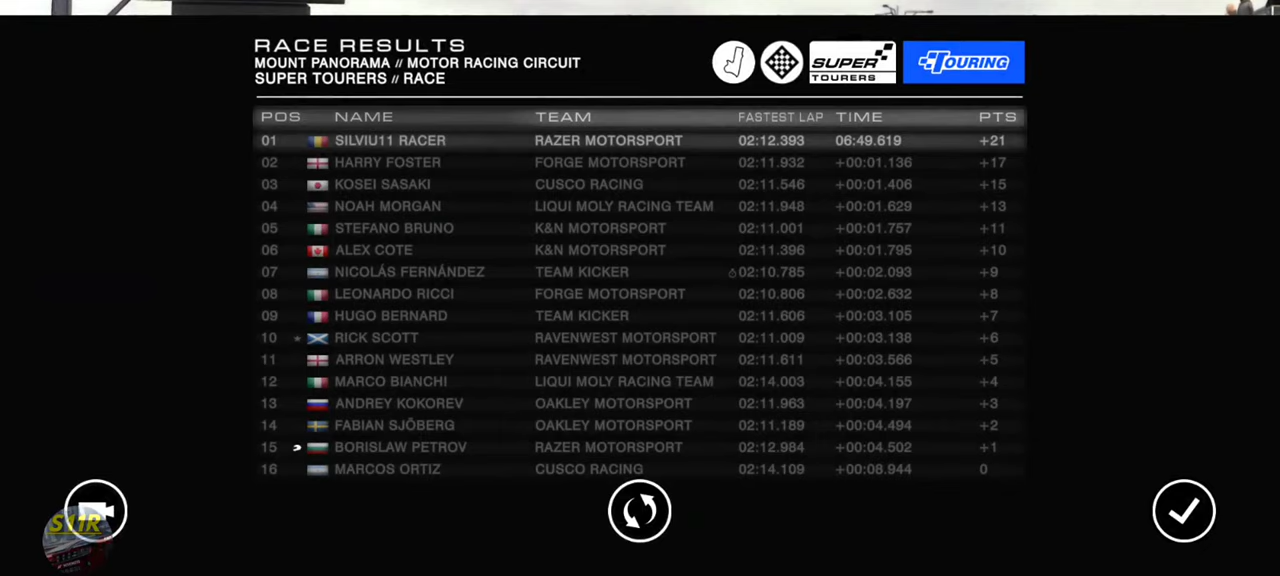 RACE RESULTS
MOUNT PANORAMA // MOTOR RACING CIRCUIT
SUPER TOURERS // RACE
SUPER TOURERS
TOURING
POS NAME TEAM FASTEST LAP TIME PTS
01 SILVIU11 RACER RAZER MOTORSPORT 02:12.393 06:49.619 +21
02 HARRY FOSTER FORGE MOTORSPORT 02:11.932 +00:01.136 +17
03 KOSEI SASAKI CUSCO RACING 02:11.546 +00:01.406 +15
04 NOAH MORGAN LIQUI MOLY RACING TEAM 02:11.948 +00:01.629 +13
05 STEFANO BRUNO K&N MOTORSPORT 02:11.001 +00:01.757 +11
06 ALEX COTE K&N MOTORSPORT 02:11.396 +00:01.795 +10
07 NICOLÁS FERNÁNDEZ TEAM KICKER 02:10.785 +00:02.093 +9
08 LEONARDO RICCI FORGE MOTORSPORT 02:10.806 +00:02.632 +8
09 HUGO BERNARD TEAM KICKER 02:11.606 +00:03.105 +7
10 RICK SCOTT RAVENWEST MOTORSPORT 02:11.009 +00:03.138 +6
11 ARRON WESTLEY RAVENWEST MOTORSPORT 02:11.611 +00:03.566 +5
12 MARCO BIANCHI LIQUI MOLY RACING TEAM 02:14.003 +00:04.155 +4
13 ANDREY KOKOREV OAKLEY MOTORSPORT 02:11.963 +00:04.197 +3
14 FABIAN SJÖBERG OAKLEY MOTORSPORT 02:11.189 +00:04.494 +2
15 BORISLAW PETROV RAZER MOTORSPORT 02:12.984 +00:04.502 +1
16 MARCOS ORTIZ CUSCO RACING 02:14.109 +00:08.944 0
S11R